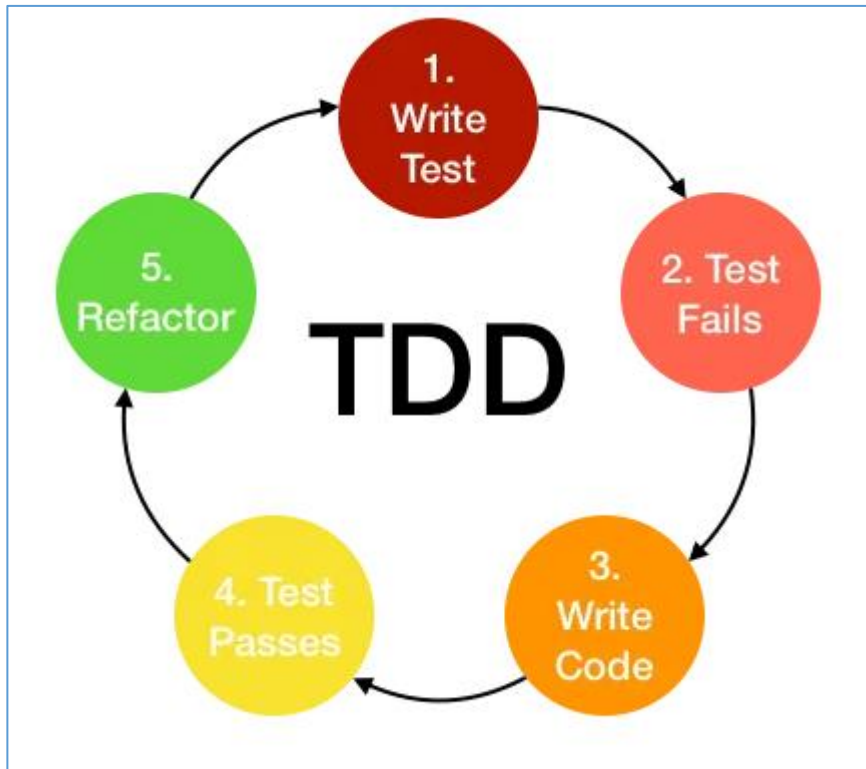 1.
Write
Test
2. Test
Fails
3.
Write
Code
4. Test
Passes
5.
Refactor
TDD